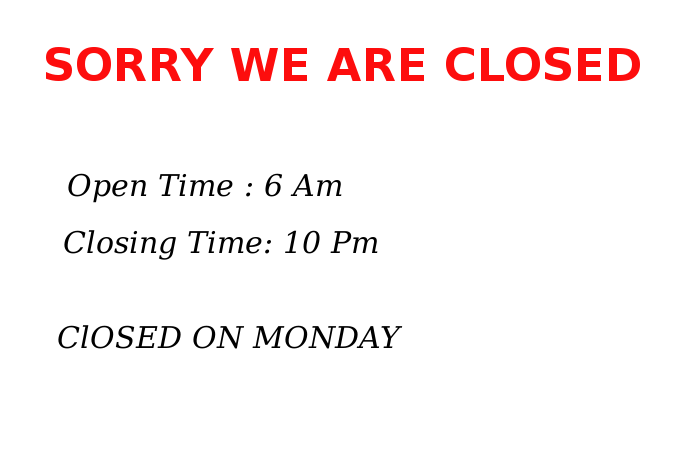 SORRY WE ARE CLOSED
Open Time : 6 Am
Closing Time: 10 Pm
ClOSED ON MONDAY